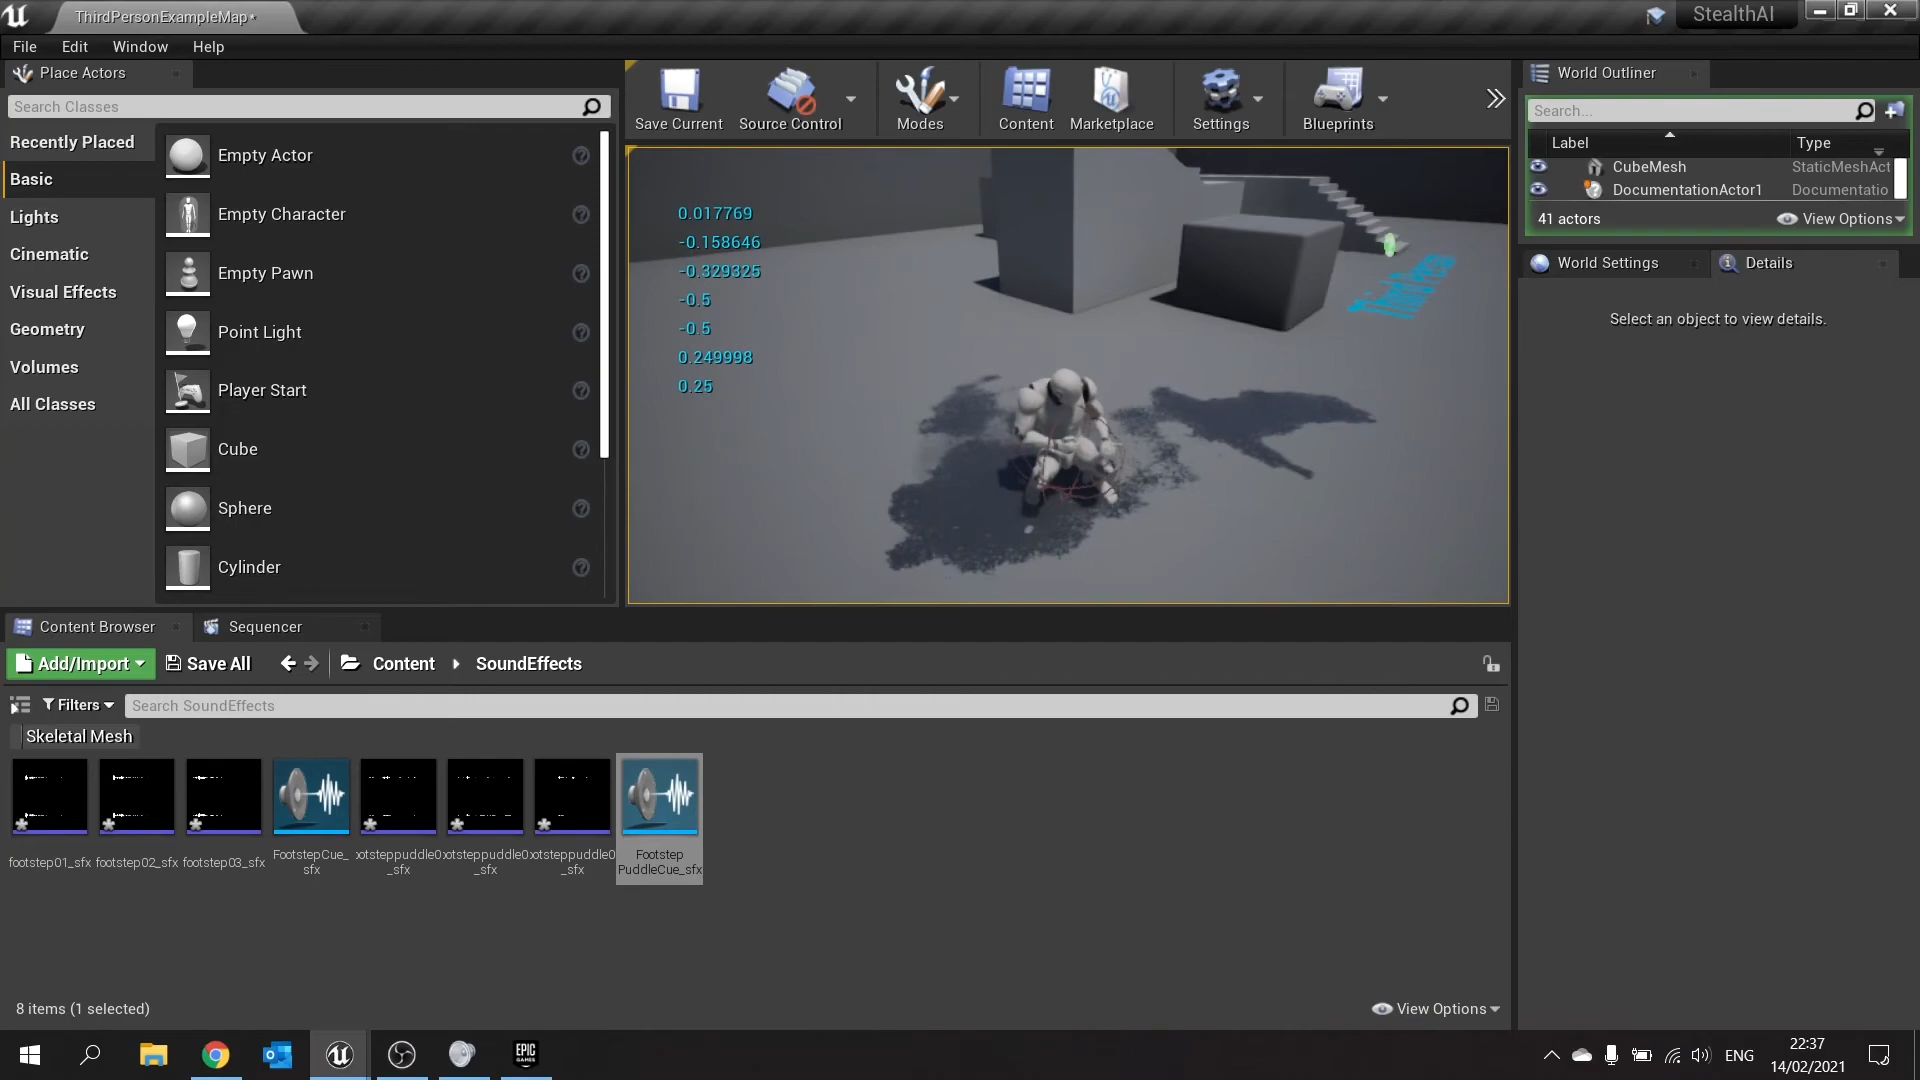 ThirdPersonExampleMap*
StealthAI
File Edit Window Help
Place Actors
Search Classes
Recently Placed
Basic
Lights
Cinematic
Visual Effects
Geometry
Volumes
All Classes
Empty Actor
Empty Character
Empty Pawn
Point Light
Player Start
Cube
Sphere
Cylinder
Save Current
Source Control
Modes
Content
Marketplace
Settings
Blueprints
0.017769
-0.158646
-0.329325
-0.5
-0.5
0.249998
0.25
World Outliner
Search...
Label Type
CubeMesh StaticMeshAct
DocumentationActor1 Documentatio
41 actors View Options
World Settings Details
Select an object to view details.
Content Browser Sequencer
Add/Import Save All Content SoundEffects
Filters Search SoundEffects
Skeletal Mesh
footstep01_sfx
footstep02_sfx
footstep03_sfx
FootstepCue_
sfx
otsteppuddle0
_sfx
otsteppuddle0
_sfx
otsteppuddle0
_sfx
Footstep
PuddleCue_sfx
8 items (1 selected) View Options
EPIC
GAMES
ENG
22:37
14/02/2021